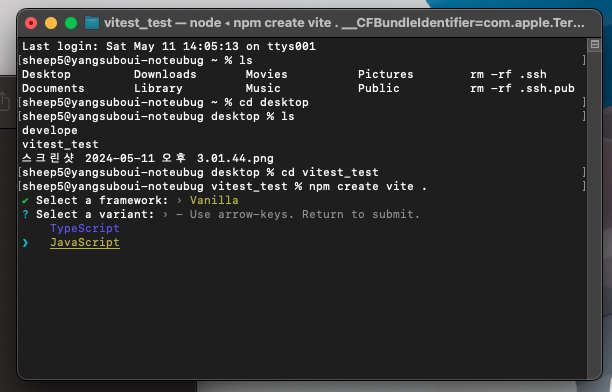 vitest_test — node ◂ npm create vite . __CFBundleIdentifier=com.apple.Ter...
Last login: Sat May 11 14:05:13 on ttys001
[sheep5@yangsuboui-noteubug ~ % ls ]
Desktop Downloads Movies Pictures rm -rf .ssh
Documents Library Music Public rm -rf .ssh.pub
[sheep5@yangsuboui-noteubug ~ % cd desktop ]
[sheep5@yangsuboui-noteubug desktop % ls ]
develope
vitest_test
스크린샷 2024-05-11 오후 3.01.44.png
[sheep5@yangsuboui-noteubug desktop % cd vitest_test ]
[sheep5@yangsuboui-noteubug vitest_test % npm create vite . ]
✔ Select a framework: › Vanilla
? Select a variant: › - Use arrow-keys. Return to submit.
TypeScript
❯ JavaScript